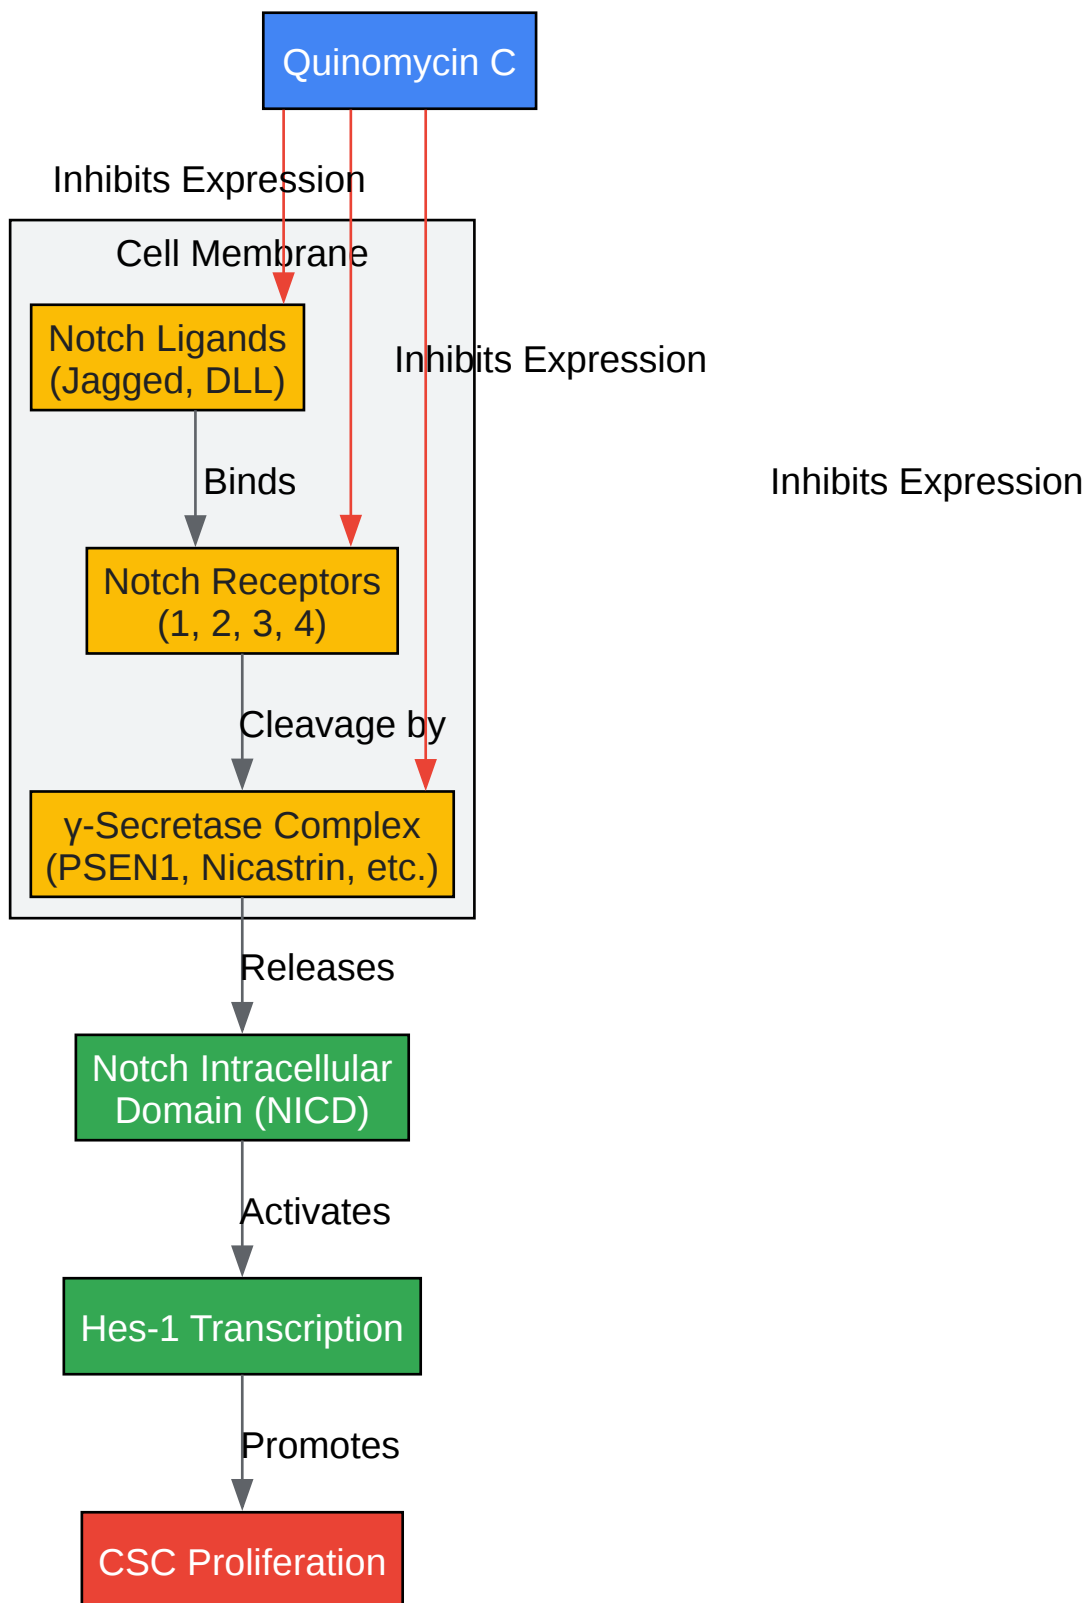 Quinomycin C
Inhibits Expression
Cell Membrane
Notch Ligands
(Jagged, DLL)
Inhibits Expression
Binds
Inhibits Expression
Notch Receptors
(1, 2, 3, 4)
Cleavage by
γ-Secretase Complex
(PSEN1, Nicastrin, etc.)
Releases
Notch Intracellular
Domain (NICD)
Activates
Hes-1 Transcription
Promotes
CSC Proliferation